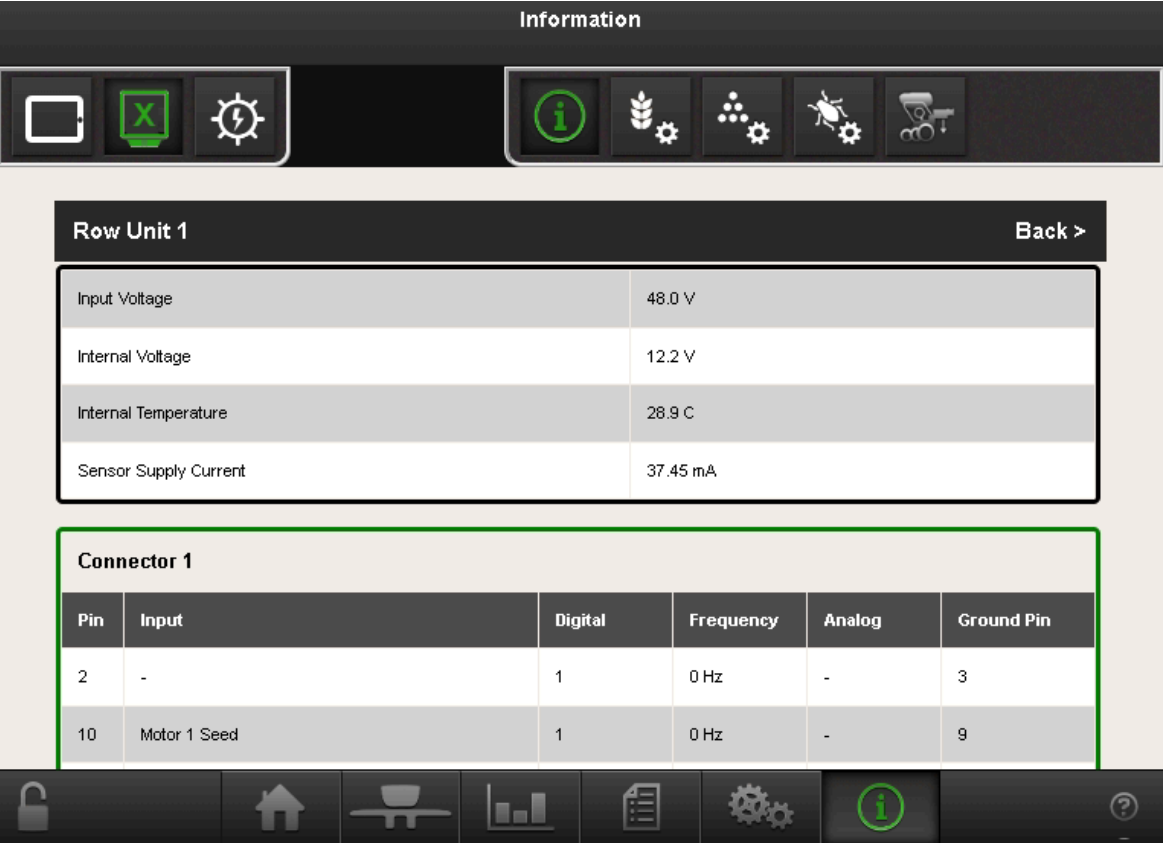 Information
X
i
Row Unit 1 Back >
Input Voltage 48.0 V
Internal Voltage 12.2 V
Internal Temperature 28.9 C
Sensor Supply Current 37.45 mA
Connector 1
Pin Input Digital Frequency Analog Ground Pin
2 - 1 0 Hz - 3
10 Motor 1 Seed 1 0 Hz - 9
i ?